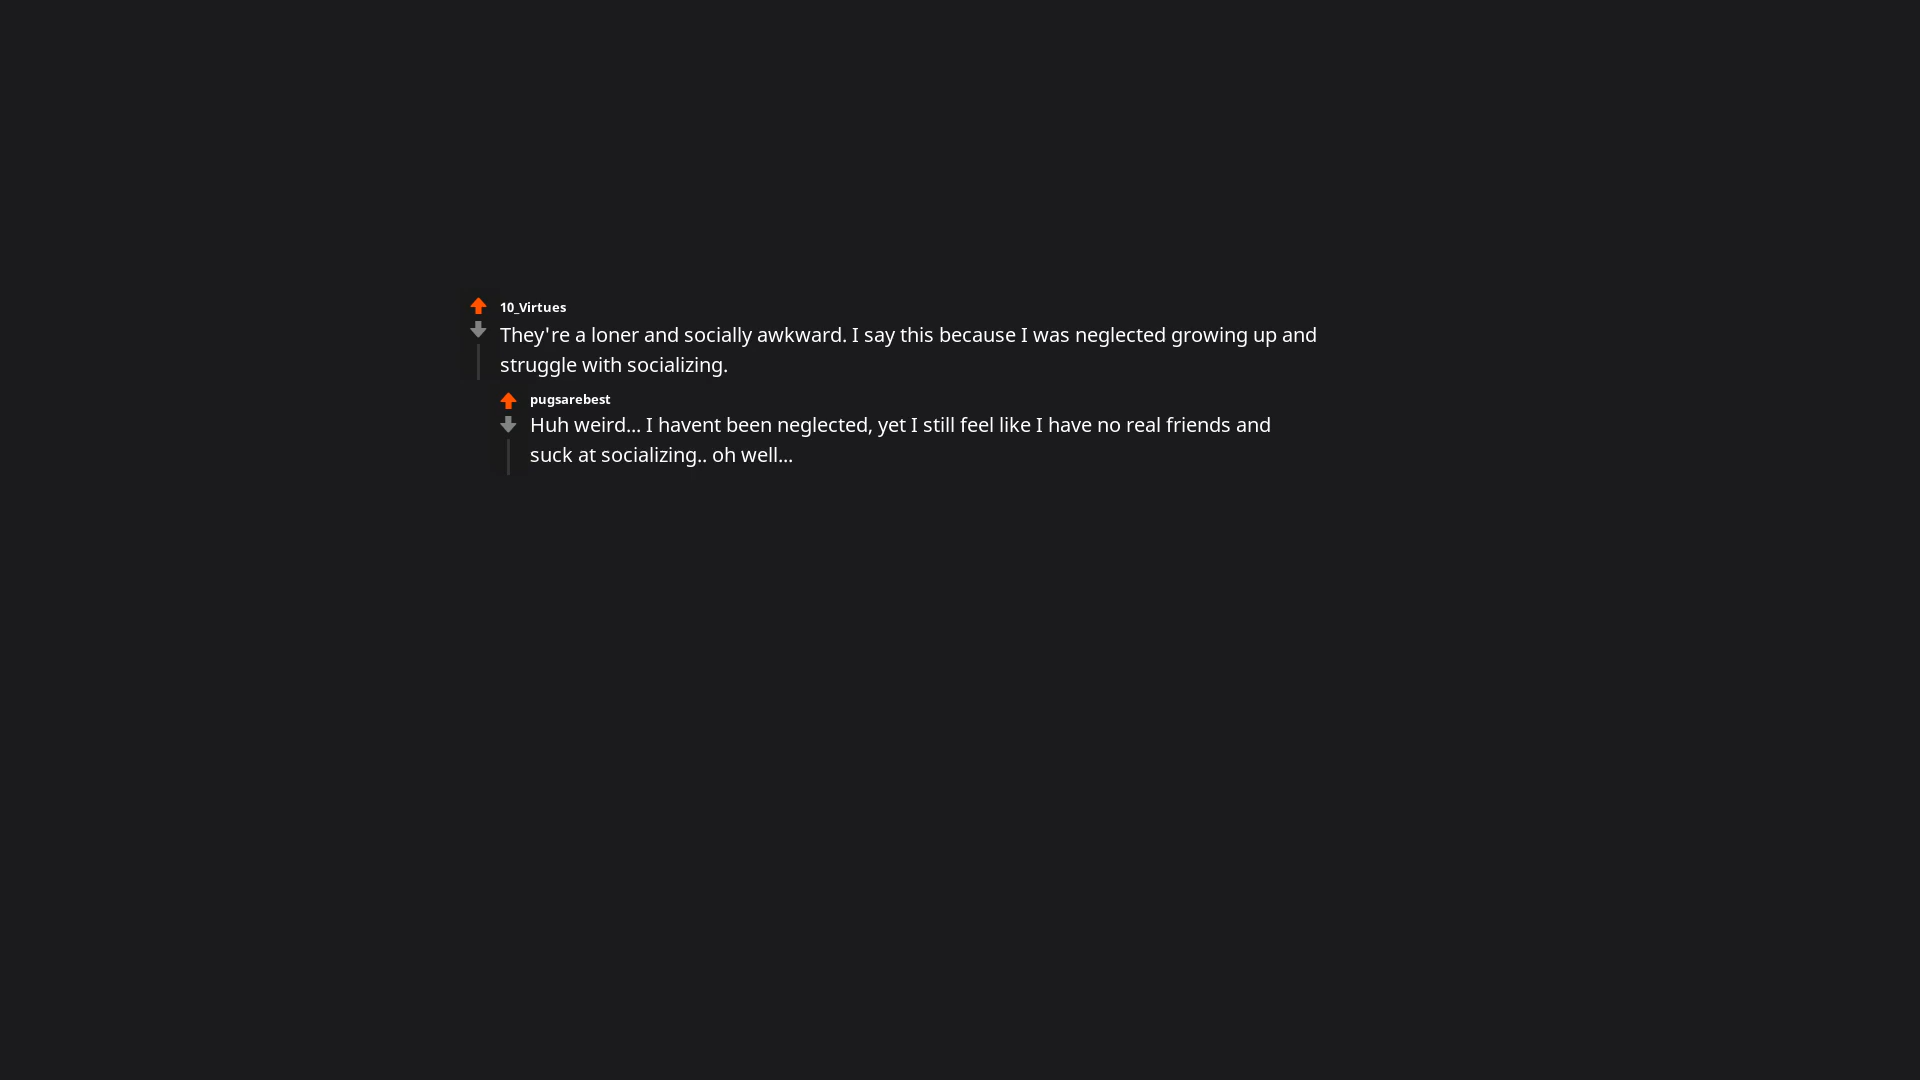 10_Virtues
They're a loner and socially awkward. I say this because I was neglected growing up and
struggle with socializing.
pugsarebest
Huh weird... I havent been neglected, yet I still feel like I have no real friends and
suck at socializing.. oh well...